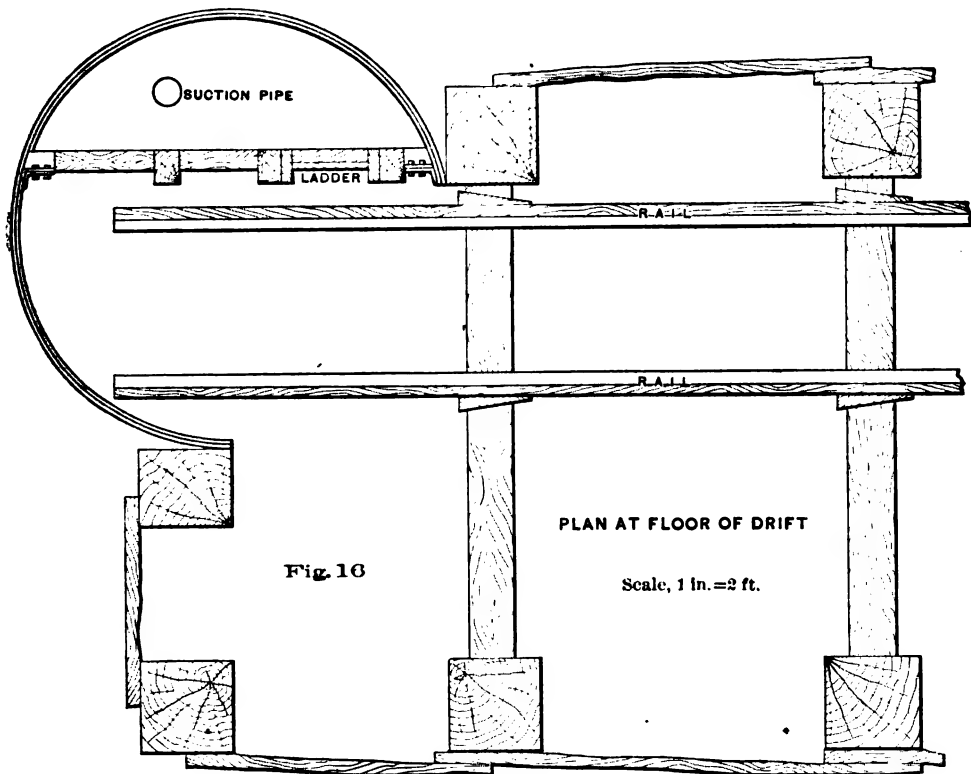 SUCTION PIPE
LADDER
RAIL
RAIL
PLAN AT FLOOR OF DRIFT
Fig. 16
Scale, 1 in.=2 ft.